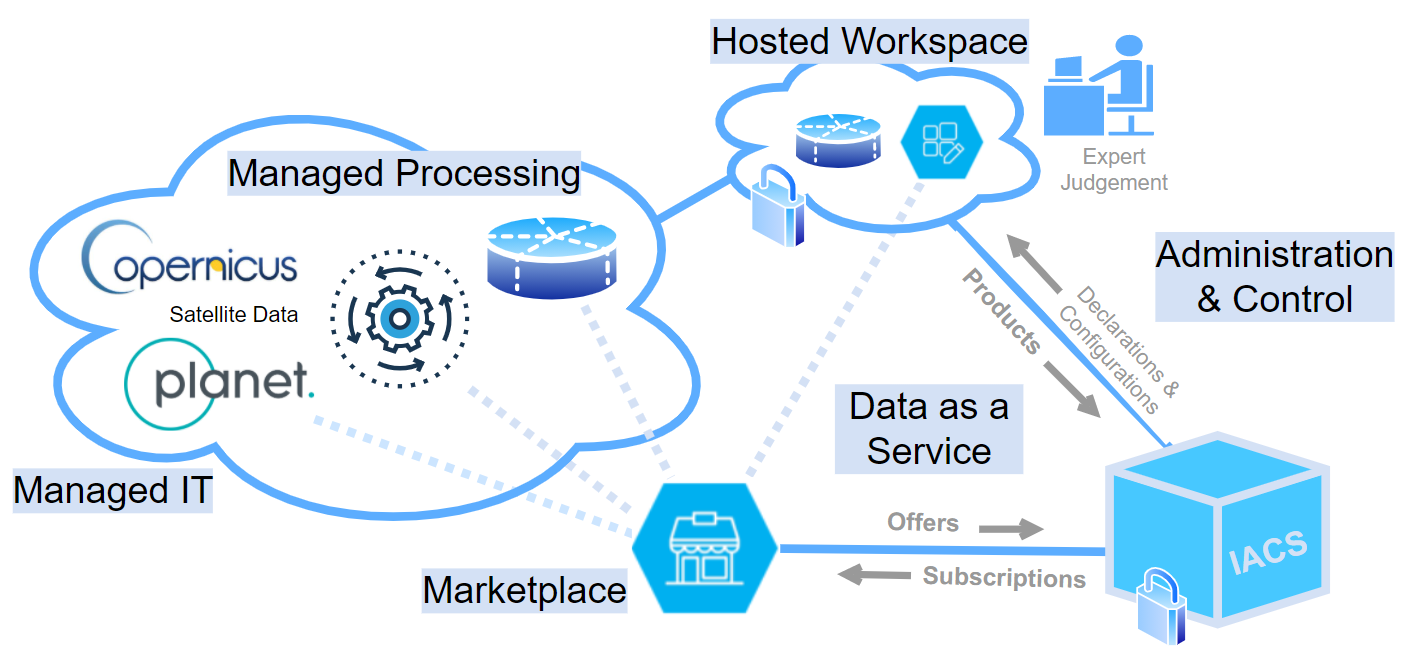 Hosted Workspace
Expert
Judgement
Managed Processing
Copernicus
Satellite Data
planet.
Managed IT
Administration
& Control
Products
Declarations &
Configurations
Data as a
Service
Offers
Subscriptions
IACS
Marketplace